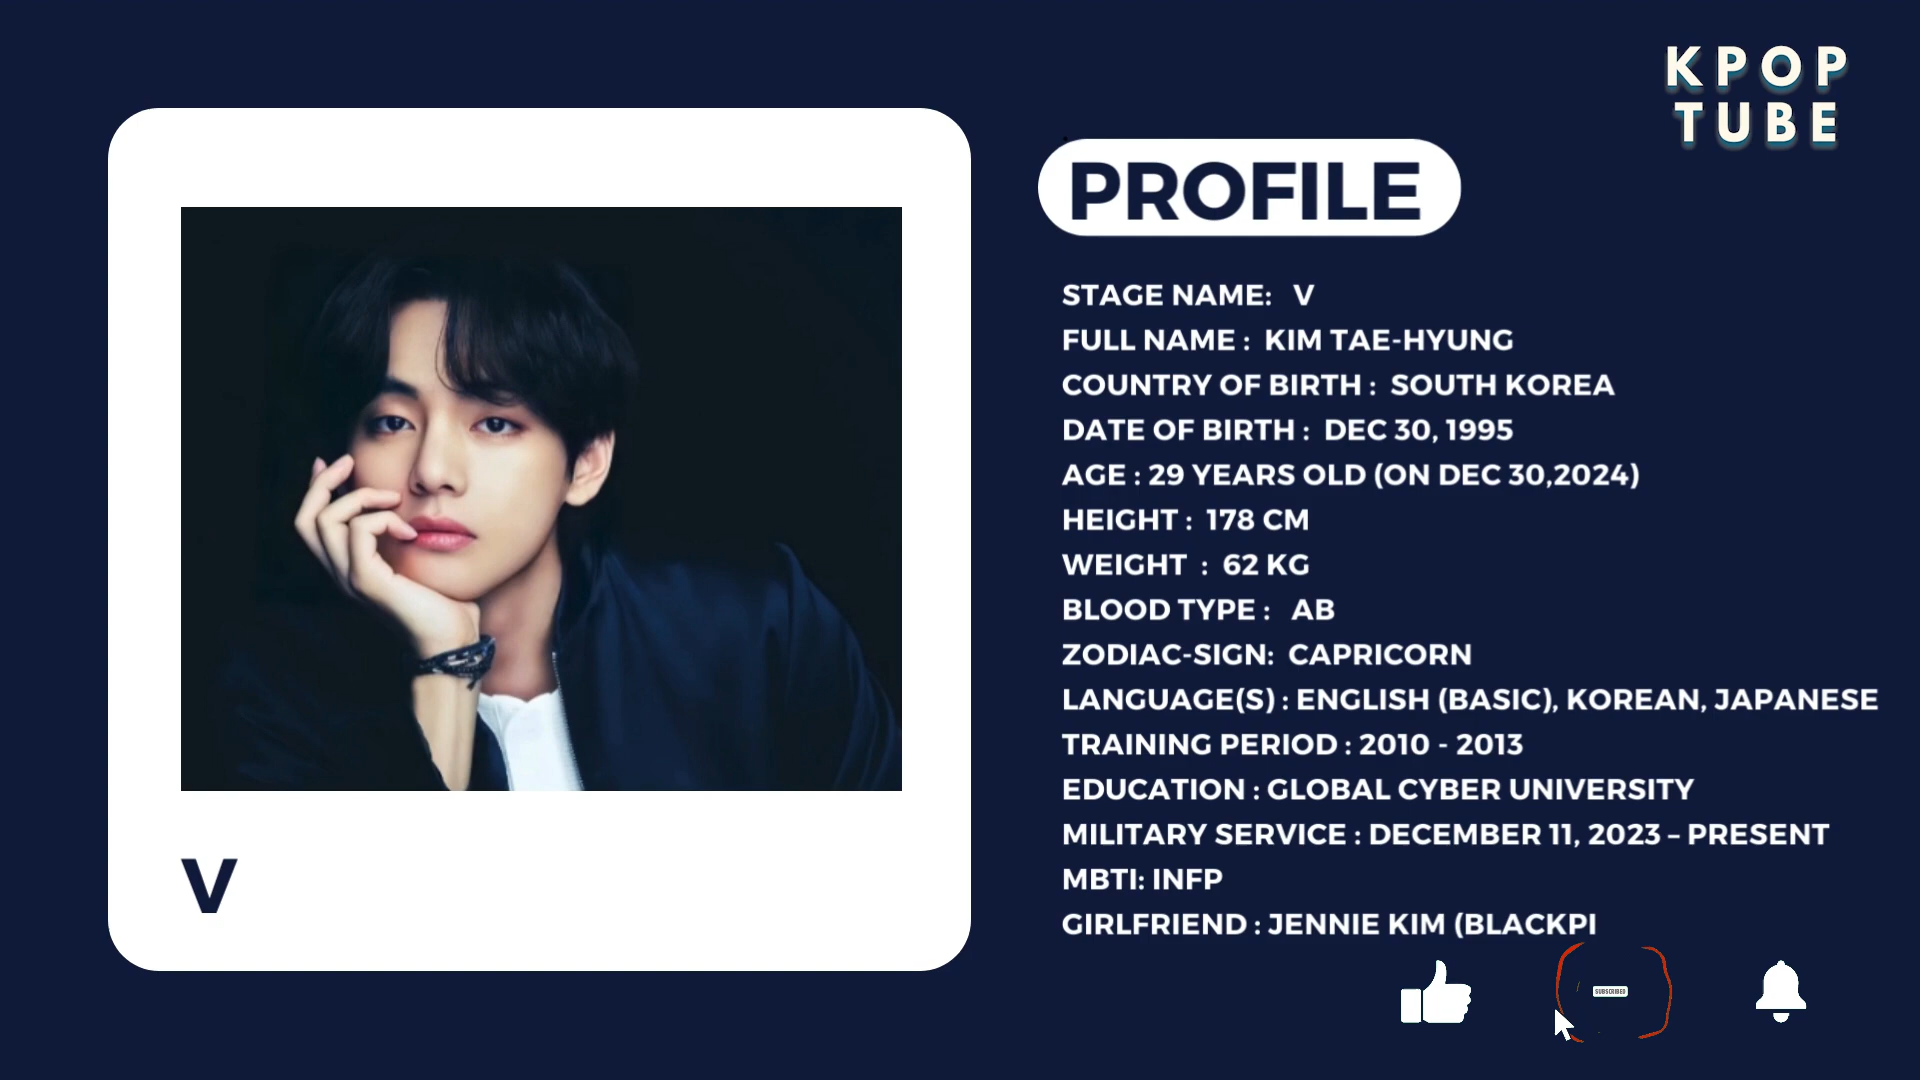 KPOP
TUBE
PROFILE
STAGE NAME: V
FULL NAME : KIM TAE-HYUNG
COUNTRY OF BIRTH : SOUTH KOREA
DATE OF BIRTH : DEC 30, 1995
AGE : 29 YEARS OLD (ON DEC 30,2024)
HEIGHT : 178 CM
WEIGHT : 62 KG
BLOOD TYPE : AB
ZODIAC-SIGN: CAPRICORN
LANGUAGE(S) : ENGLISH (BASIC), KOREAN, JAPANESE
TRAINING PERIOD : 2010 - 2013
EDUCATION : GLOBAL CYBER UNIVERSITY
MILITARY SERVICE : DECEMBER 11, 2023 – PRESENT
MBTI: INFP
GIRLFRIEND : JENNIE KIM (BLACKPI
V
SUBSCRIBED